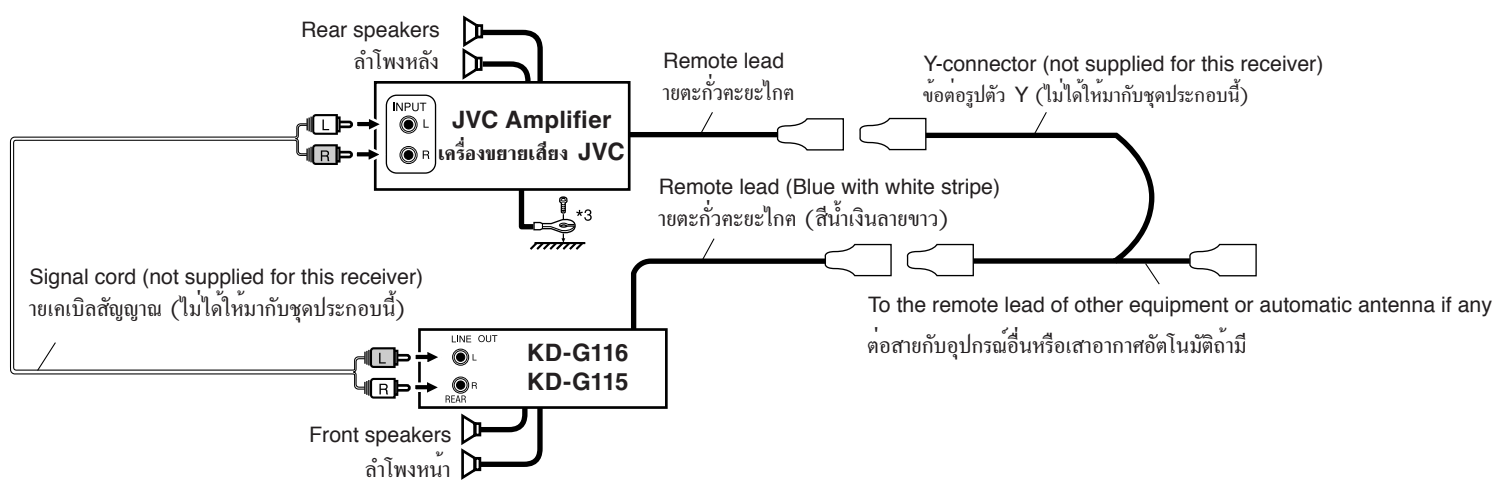 Rear speakers
ลำโพงหลัง
Remote lead
ายตะกั่วคะยะไกค
Y-connector (not supplied for this receiver)
ข้อต่อรูปตัว Y (ไม่ได้ให้มากับชุดประกอบนี้)
INPUT
L
L
R
R
JVC Amplifier
เครื่องขยายเสียง JVC
*3
Remote lead (Blue with white stripe)
ายตะกั่วคะยะไกค (สีน้ำเงินลายขาว)
Signal cord (not supplied for this receiver)
ายเคเบิลสัญญาณ (ไม่ได้ให้มากับชุดประกอบนี้)
To the remote lead of other equipment or automatic antenna if any
ต่อสายกับอุปกรณ์อื่นหรือเสาอากาศอัตโนมัติถ้ามี
LINE OUT
L
L
R
R
REAR
KD-G116
KD-G115
Front speakers
ลำโพงหน้า